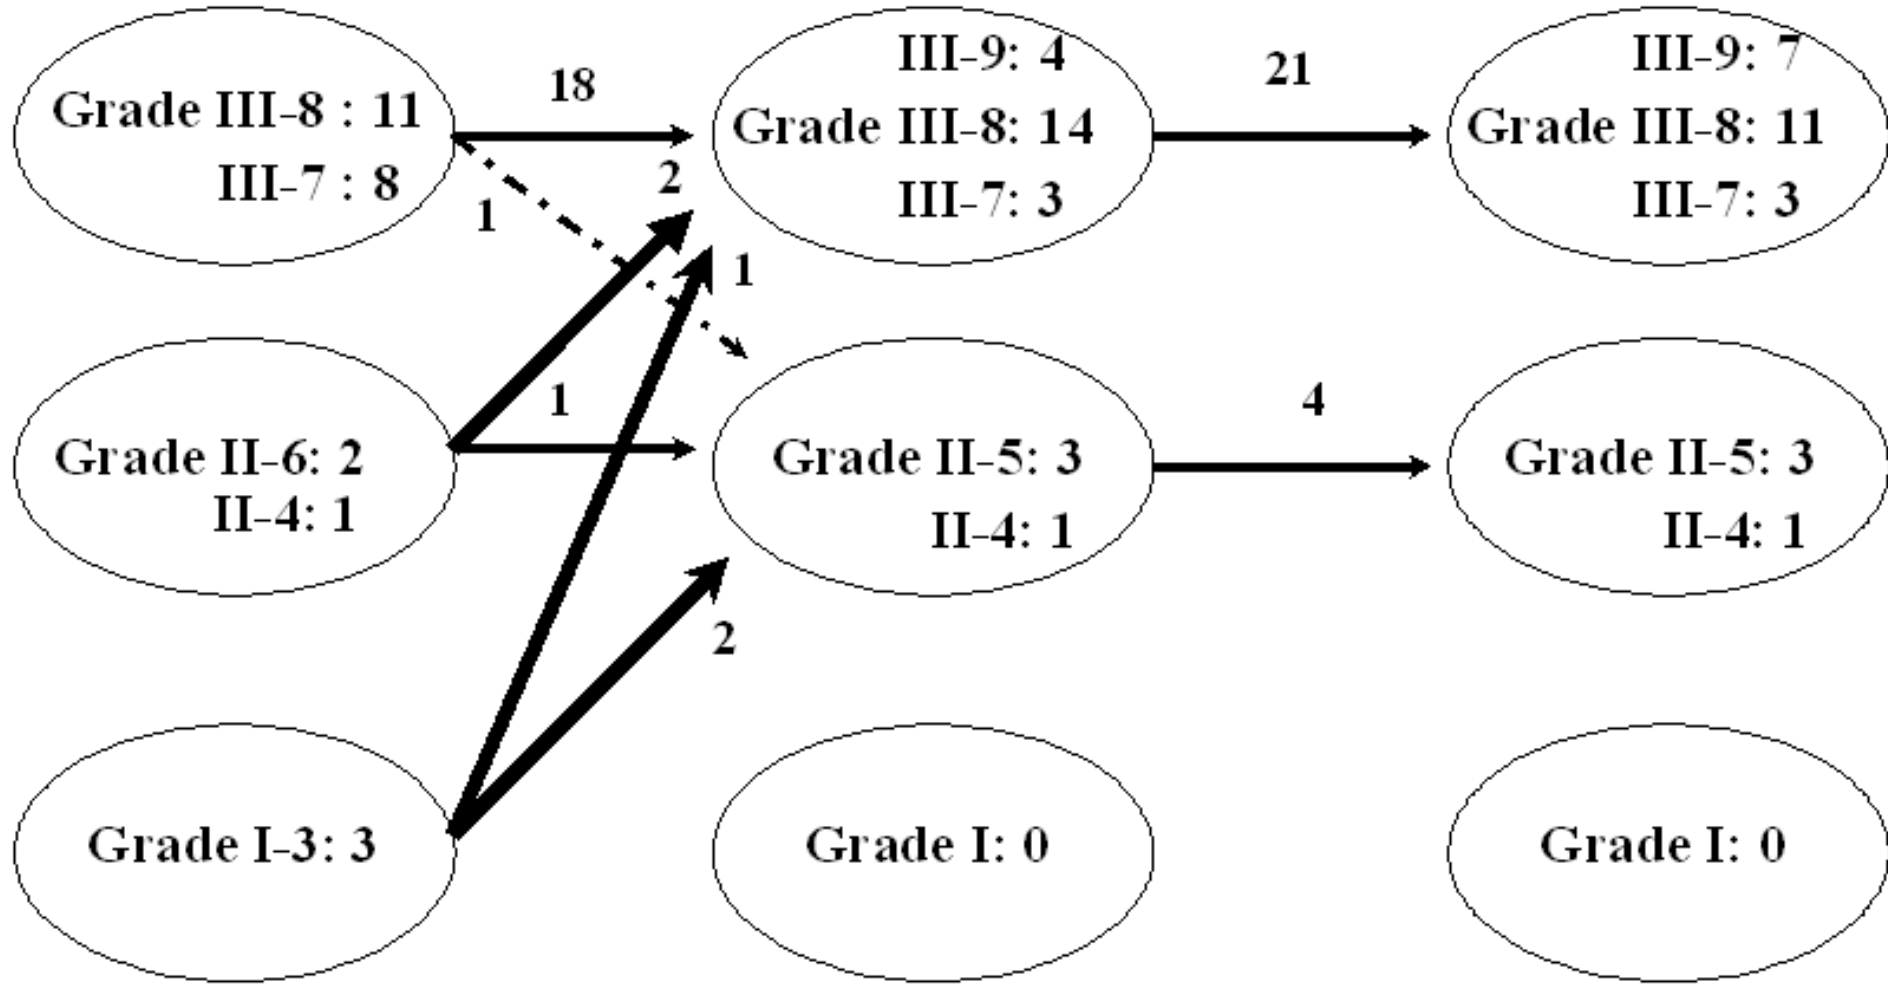 Grade III-8 : 11
III-7 : 8
18
1
2
1
III-9: 4
Grade III-8: 14
III-7: 3
21
III-9: 7
Grade III-8: 11
III-7: 3
Grade II-6: 2
II-4: 1
1
Grade II-5: 3
II-4: 1
4
Grade II-5: 3
II-4: 1
2
Grade I-3: 3
Grade I: 0
Grade I: 0